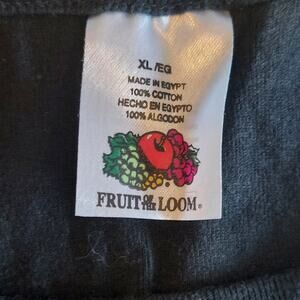 XL /EG
MADE IN EGYPT
100% COTTON
HECHO EN EGYPTO
100% ALGODON
FRUIT OF THE LOOM®